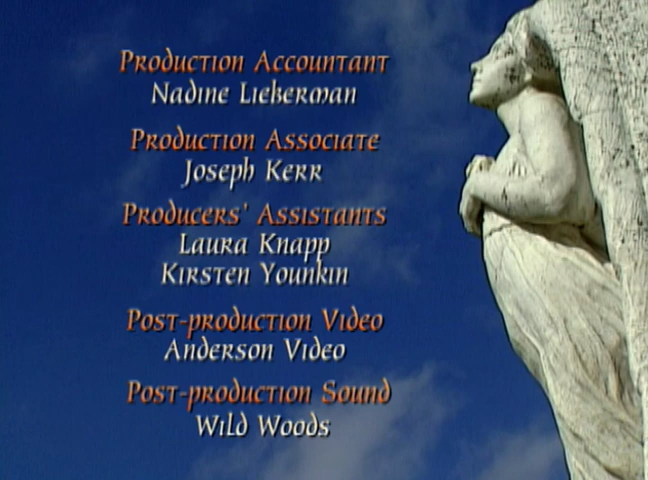 Production Accountant
Nadine Lieberman
Production Associate
Joseph Kerr
Producers' Assistants
Laura Knapp
Kirsten Younkin
Post-production Video
Anderson Video
Post-production Sound
Wild Woods